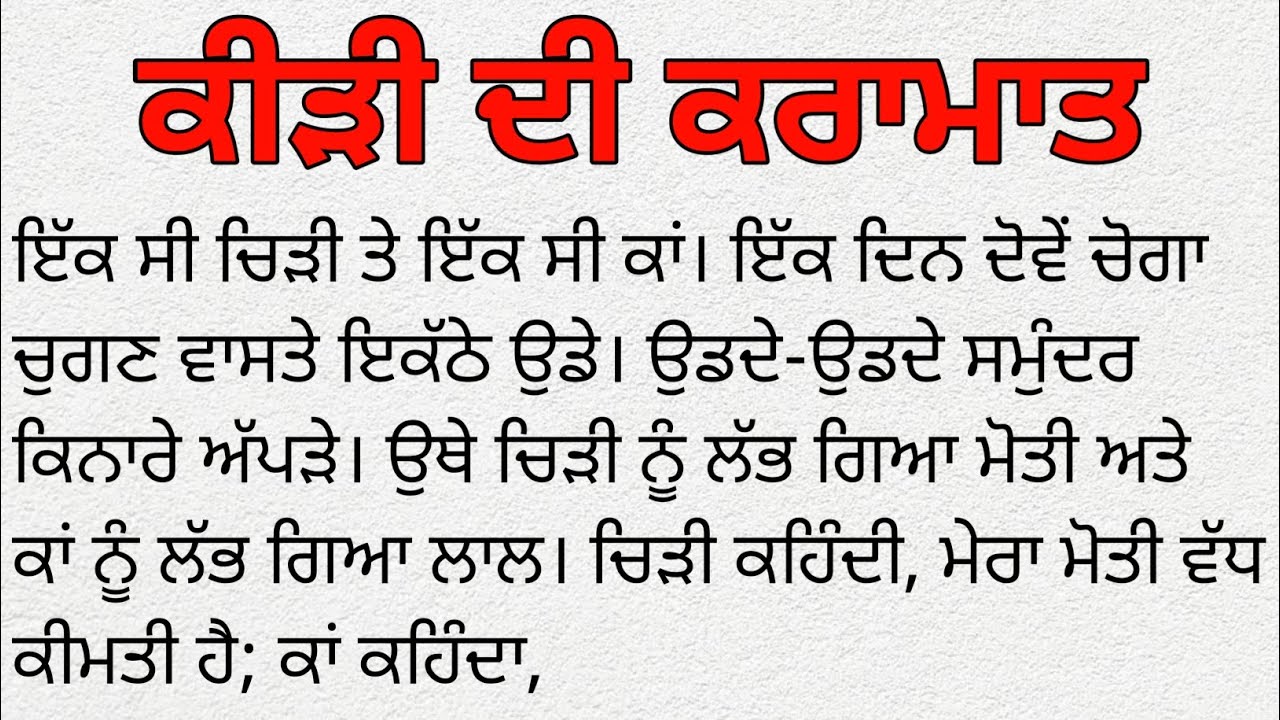 ਕੀੜੀ ਦੀ ਕਰਾਮਾਤ
ਇੱਕ ਸੀ ਚਿੜੀ ਤੇ ਇੱਕ ਸੀ ਕਾਂ। ਇੱਕ ਦਿਨ ਦੋਵੇਂ ਚੋਗਾ
ਚੁਗਣ ਵਾਸਤੇ ਇਕੱਠੇ ਉਡੇ। ਉਡਦੇ-ਉਡਦੇ ਸਮੁੰਦਰ
ਕਿਨਾਰੇ ਅੱਪੜੇ। ਉਥੇ ਚਿੜੀ ਨੂੰ ਲੱਭ ਗਿਆ ਮੋਤੀ ਅਤੇ
ਕਾਂ ਨੂੰ ਲੱਭ ਗਿਆ ਲਾਲ। ਚਿੜੀ ਕਹਿੰਦੀ, ਮੇਰਾ ਮੋਤੀ ਵੱਧ
ਕੀਮਤੀ ਹੈ; ਕਾਂ ਕਹਿੰਦਾ,